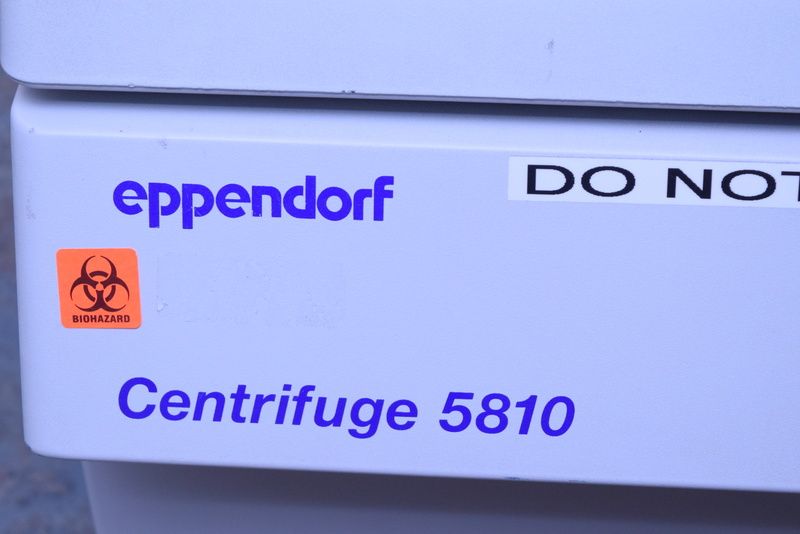 eppendorf
DO NOT
BIOHAZARD
Centrifuge 5810